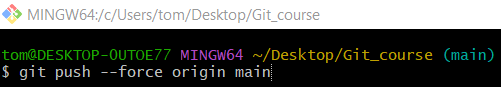 MINGW64:/c/Users/tom/Desktop/Git_course
tom@DESKTOP-OUTOE77 MINGW64 ~/Desktop/Git_course (main)
$ git push --force origin main